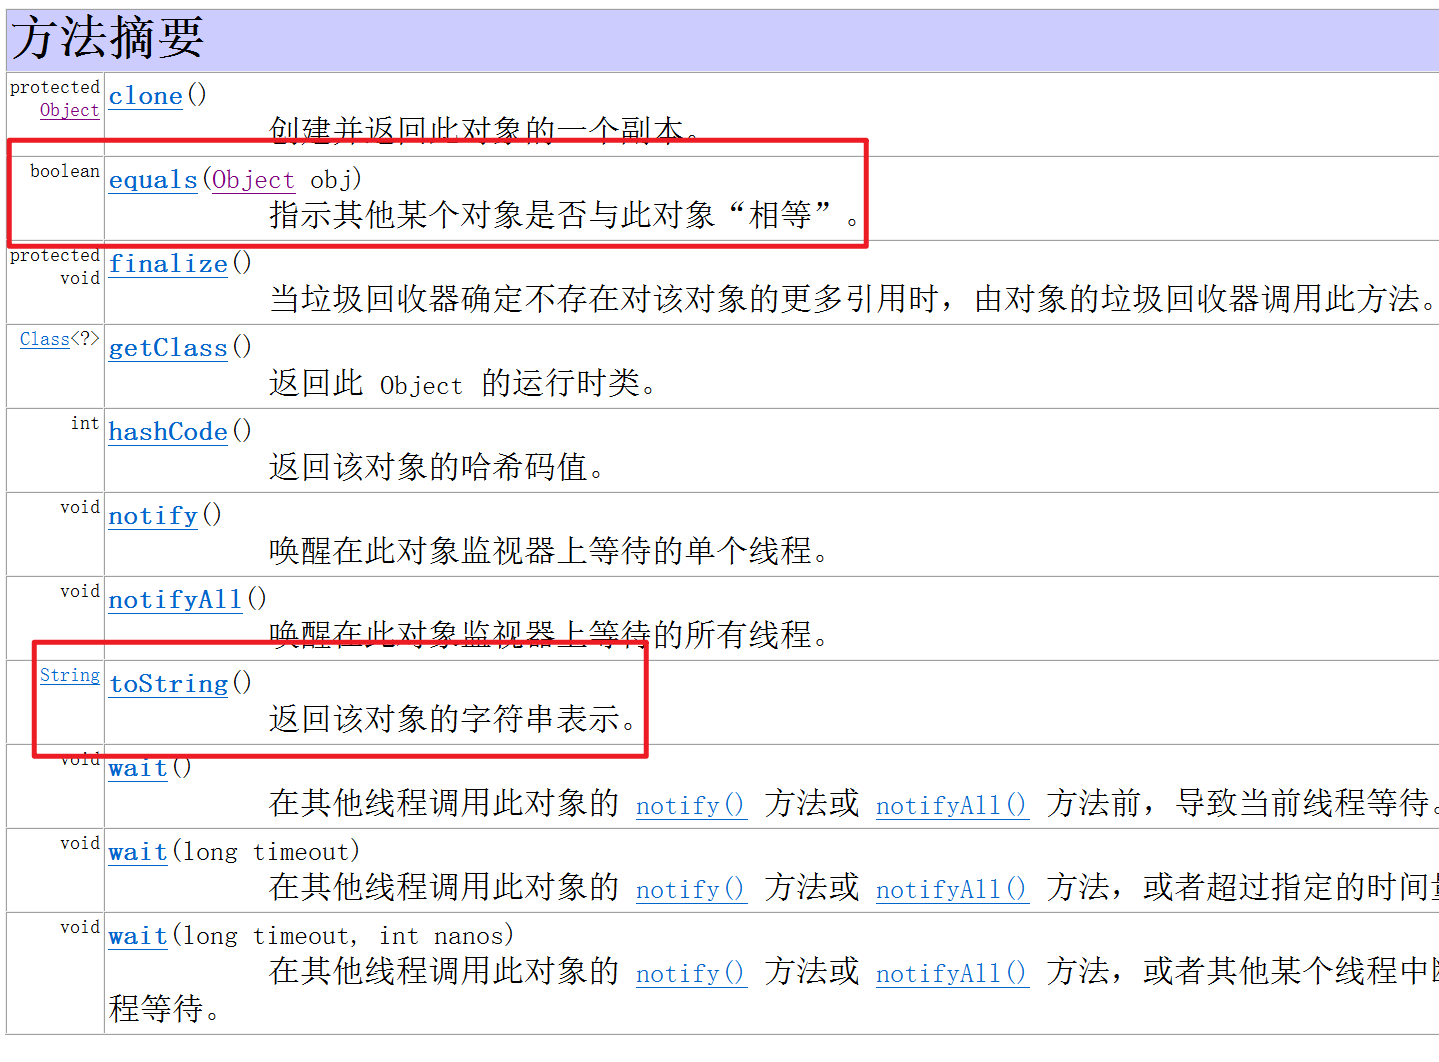 方法摘要
protected Object clone()
创建并返回此对象的一个副本。
boolean equals(Object obj)
指示其他某个对象是否与此对象“相等”。
protected void finalize()
当垃圾回收器确定不存在对该对象的更多引用时，由对象的垃圾回收器调用此方法。
Class<?> getClass()
返回此 Object 的运行时类。
int hashCode()
返回该对象的哈希码值。
void notify()
唤醒在此对象监视器上等待的单个线程。
void notifyAll()
唤醒在此对象监视器上等待的所有线程。
String toString()
返回该对象的字符串表示。
void wait()
在其他线程调用此对象的 notify() 方法或 notifyAll() 方法前，导致当前线程等待。
void wait(long timeout)
在其他线程调用此对象的 notify() 方法或 notifyAll() 方法，或者超过指定的时间
void wait(long timeout, int nanos)
在其他线程调用此对象的 notify() 方法或 notifyAll() 方法，或者其他某个线程中
程等待。